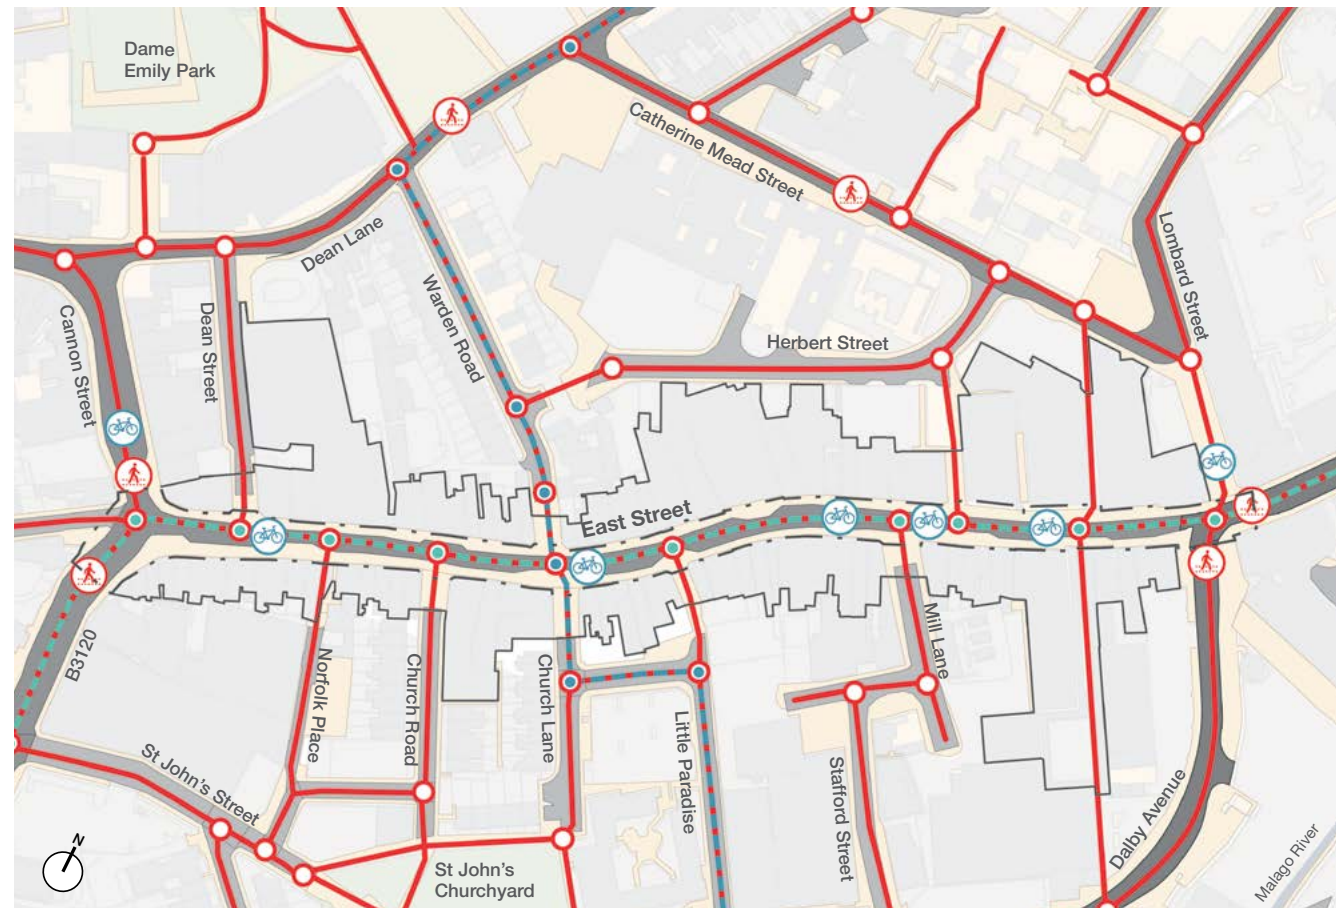 Dame
Emily Park
Catherine Mead Street
Dean Lane
Lombard Street
Cannon Street
Dean Street
Warden Road
Herbert Street
East Street
B3120
Norfolk Place
Church Road
Church Lane
Little Paradise
Mill Lane
St John's Street
Stafford Street
Dalby Avenue
Malago River
N
St John's
Churchyard